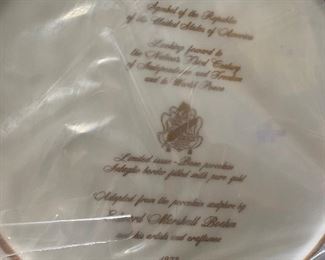 Symbol of the Republic
of the United States of America
Looking forward to
the Nation's Third Century
of Independence and Freedom
and to World Peace
Limited issue - Bone porcelain
Intaglio border filled with pure gold
Adapted from the porcelain sculpture by
Edward Marshall Boehm
and his artists and craftsmen